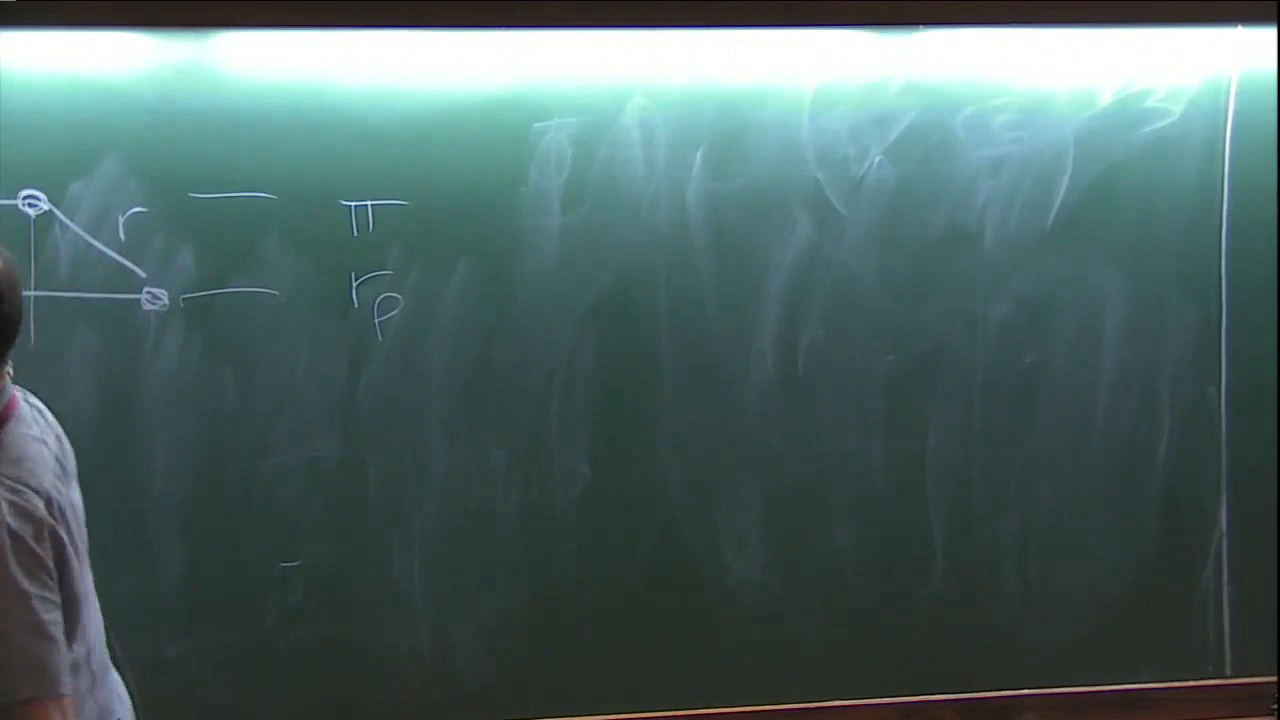 r — π
— r_p